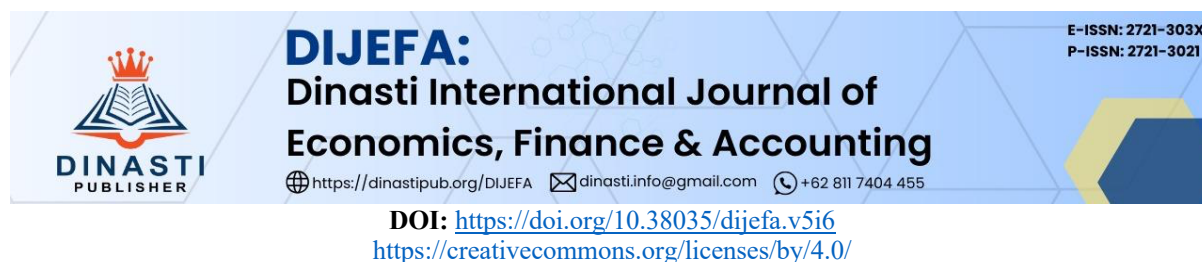 E-ISSN: 2721-303X
P-ISSN: 2721-3021
DINASTI
PUBLISHER
DIJEFA:
Dinasti International Journal of
Economics, Finance & Accounting
https://dinastipub.org/DIJEFA dinasti.info@gmail.com +62 811 7404 455
DOI: https://doi.org/10.38035/dijefa.v5i6
https://creativecommons.org/licenses/by/4.0/